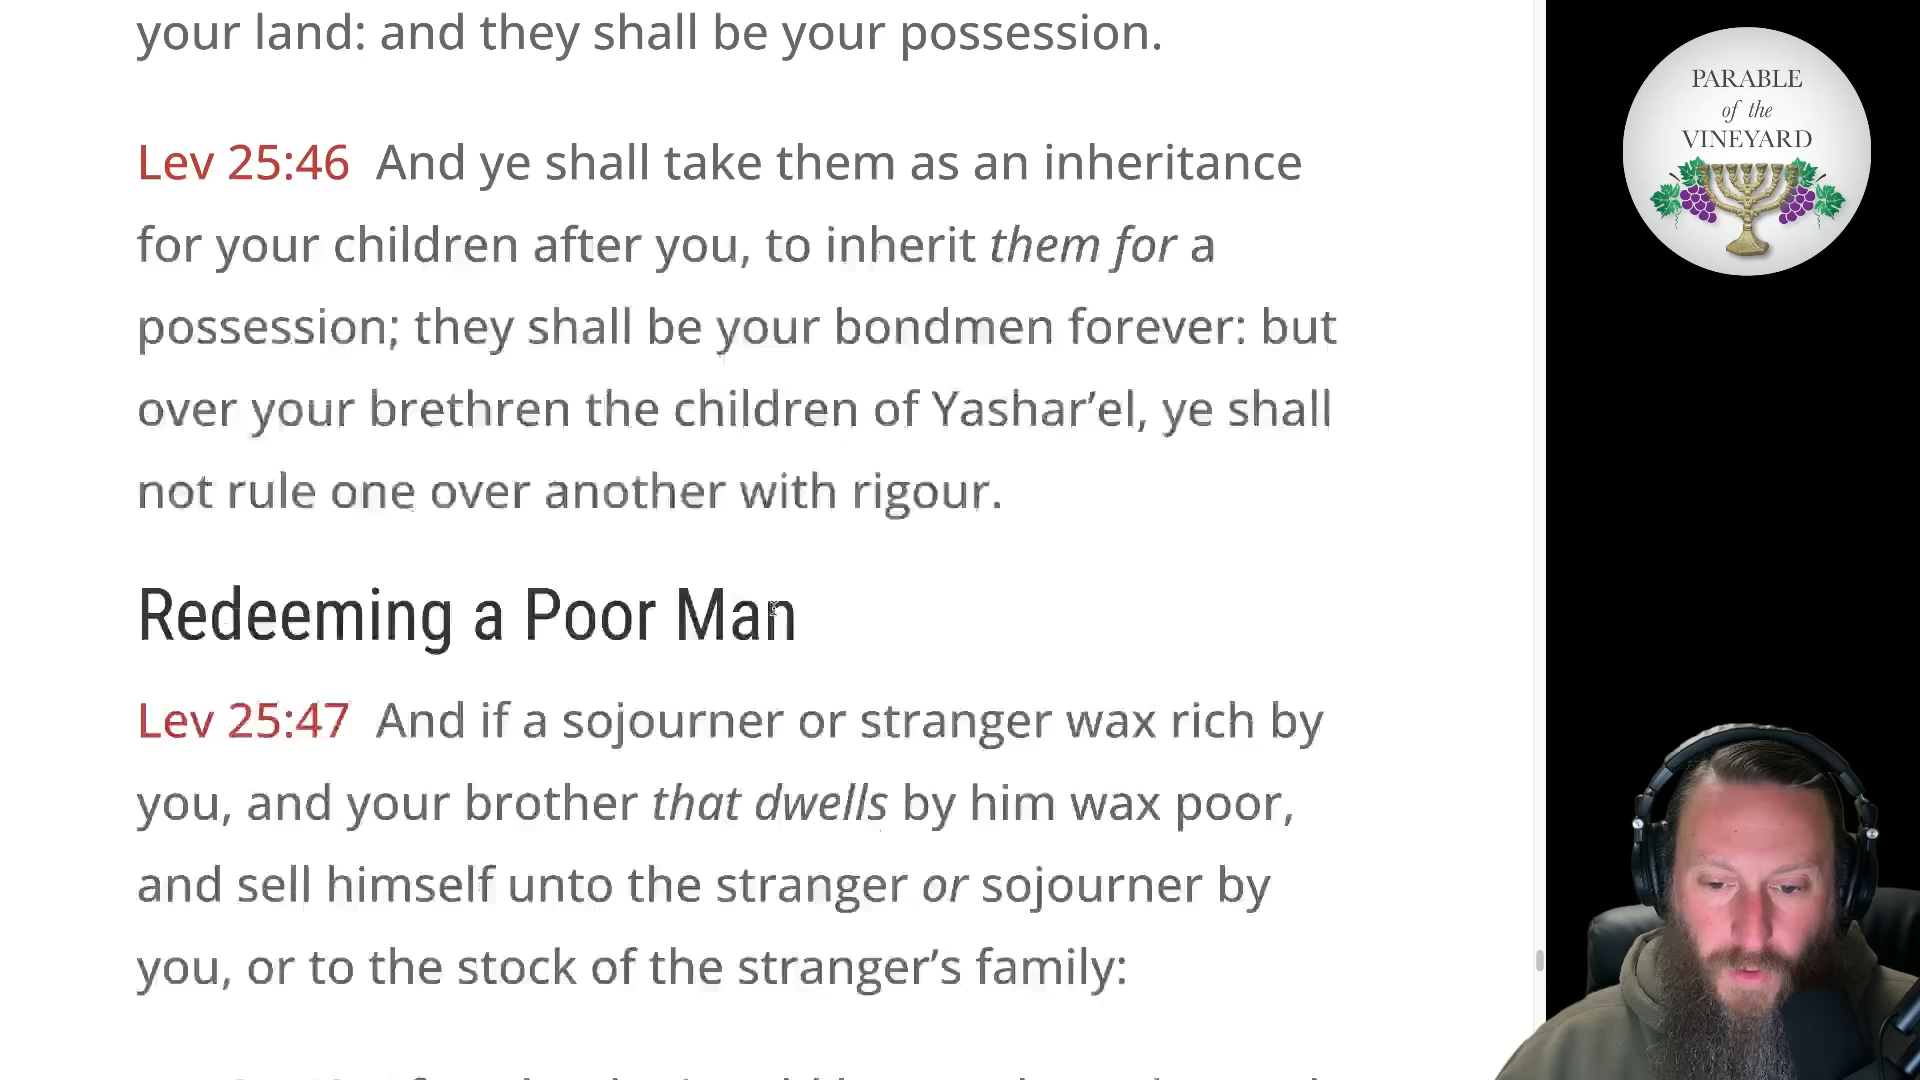 your land: and they shall be your possession.
Lev 25:46 And ye shall take them as an inheritance
for your children after you, to inherit them for a
possession; they shall be your bondmen forever: but
over your brethren the children of Yashar’el, ye shall
not rule one over another with rigour.
Redeeming a Poor Man
Lev 25:47 And if a sojourner or stranger wax rich by
you, and your brother that dwells by him wax poor,
and sell himself unto the stranger or sojourner by
you, or to the stock of the stranger’s family:
PARABLE
of the
VINEYARD